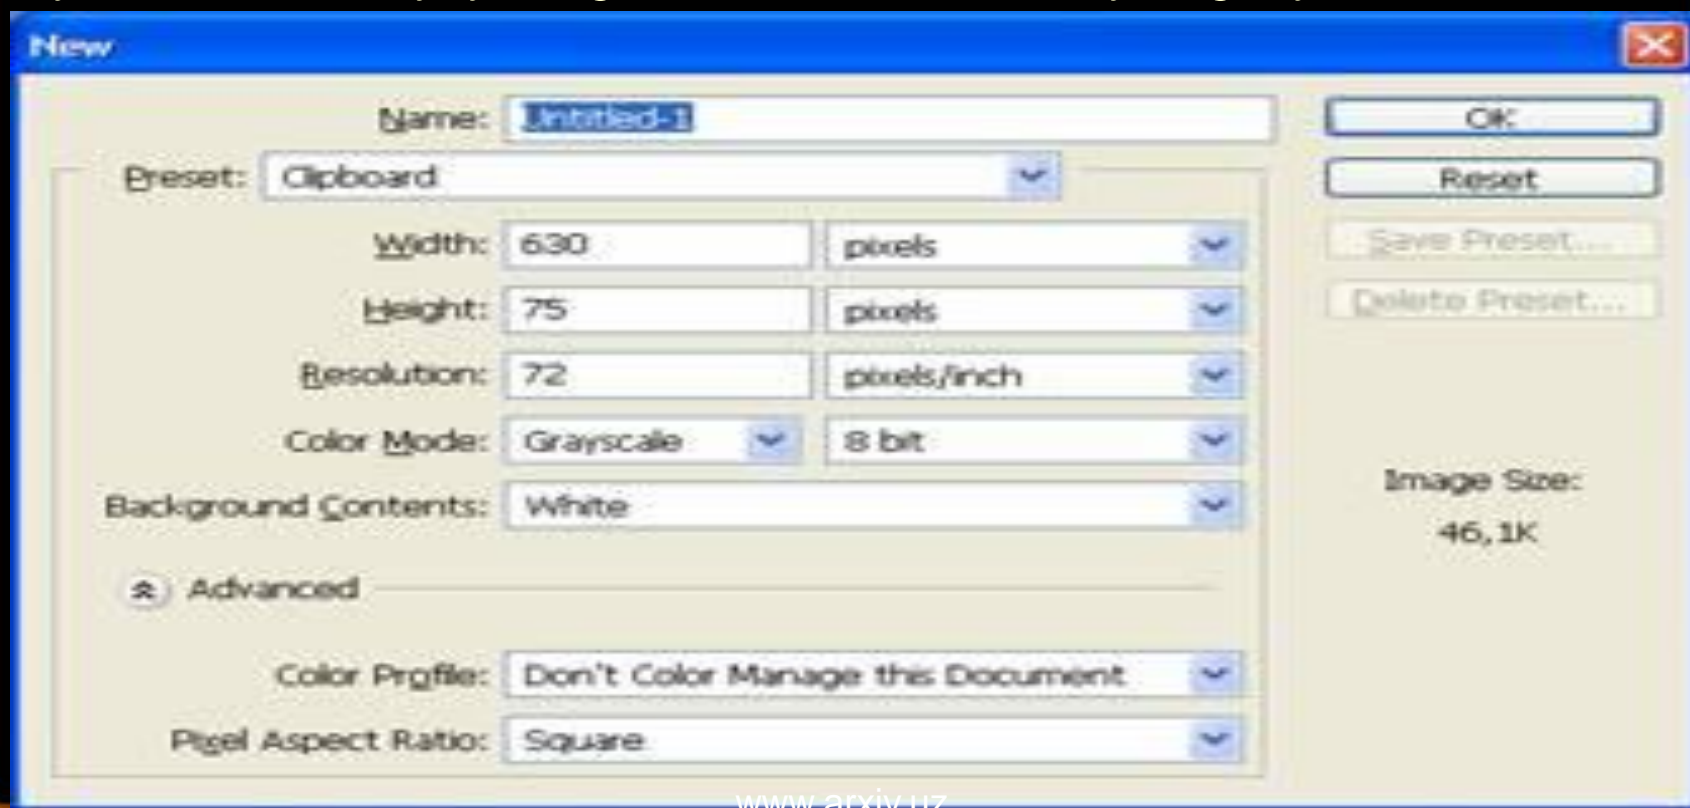 New
Name: Untitled-1
OK
Preset: Clipboard
Reset
Width: 630 pixels
Save Preset...
Height: 75 pixels
Delete Preset...
Resolution: 72 pixels/inch
Color Mode: Grayscale 8 bit
Image Size:
Background Contents: White
46,1K
Advanced
Color Profile: Don't Color Manage this Document
Pixel Aspect Ratio: Square
www.arxiv.uz